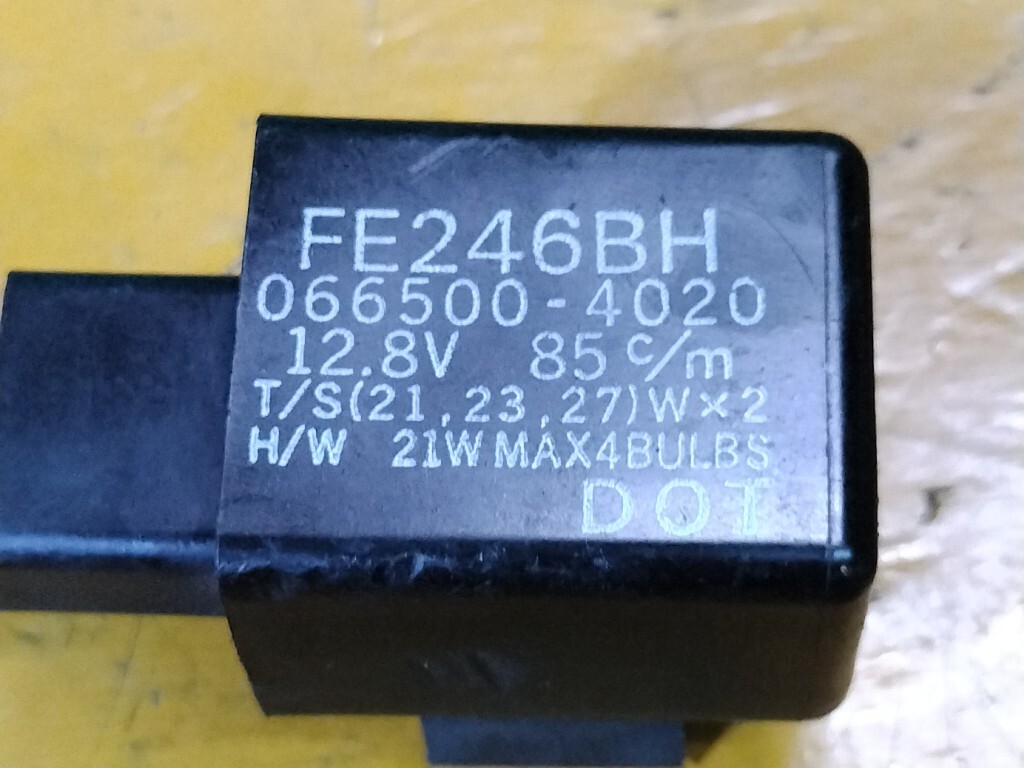 FE246BH
066500-4020
12.8V 85 c/m
T/S(21,23,27)W×2
H/W 21W MAX4BULBS
DOT